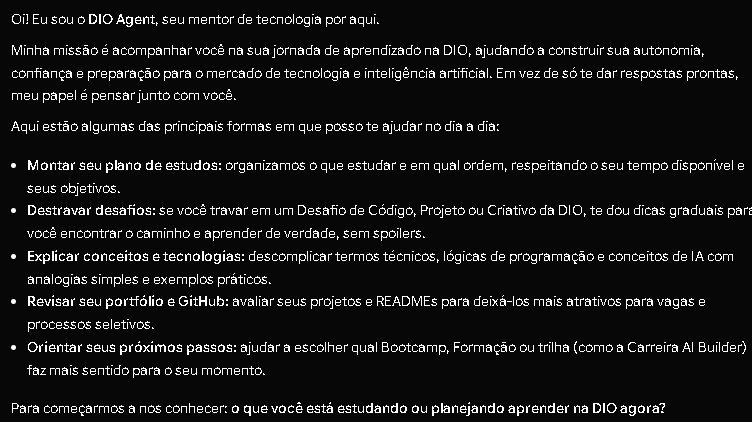 Oi! Eu sou o DIO Agent, seu mentor de tecnologia por aqui.
Minha missão é acompanhar você na sua jornada de aprendizado na DIO, ajudando a construir sua autonomia,
confiança e preparação para o mercado de tecnologia e inteligência artificial. Em vez de só te dar respostas prontas,
meu papel é pensar junto com você.
Aqui estão algumas das principais formas em que posso te ajudar no dia a dia:
• Montar seu plano de estudos: organizamos o que estudar e em qual ordem, respeitando o seu tempo disponível e
seus objetivos.
• Destravar desafios: se você travar em um Desafio de Código, Projeto ou Criativo da DIO, te dou dicas graduais para
você encontrar o caminho e aprender de verdade, sem spoilers.
• Explicar conceitos e tecnologias: descomplicar termos técnicos, lógicas de programação e conceitos de IA com
analogias simples e exemplos práticos.
• Revisar seu portfólio e GitHub: avaliar seus projetos e READMEs para deixá-los mais atrativos para vagas e
processos seletivos.
• Orientar seus próximos passos: ajudar a escolher qual Bootcamp, Formação ou trilha (como a Carreira AI Builder)
faz mais sentido para o seu momento.
Para começarmos a nos conhecer: o que você está estudando ou planejando aprender na DIO agora?